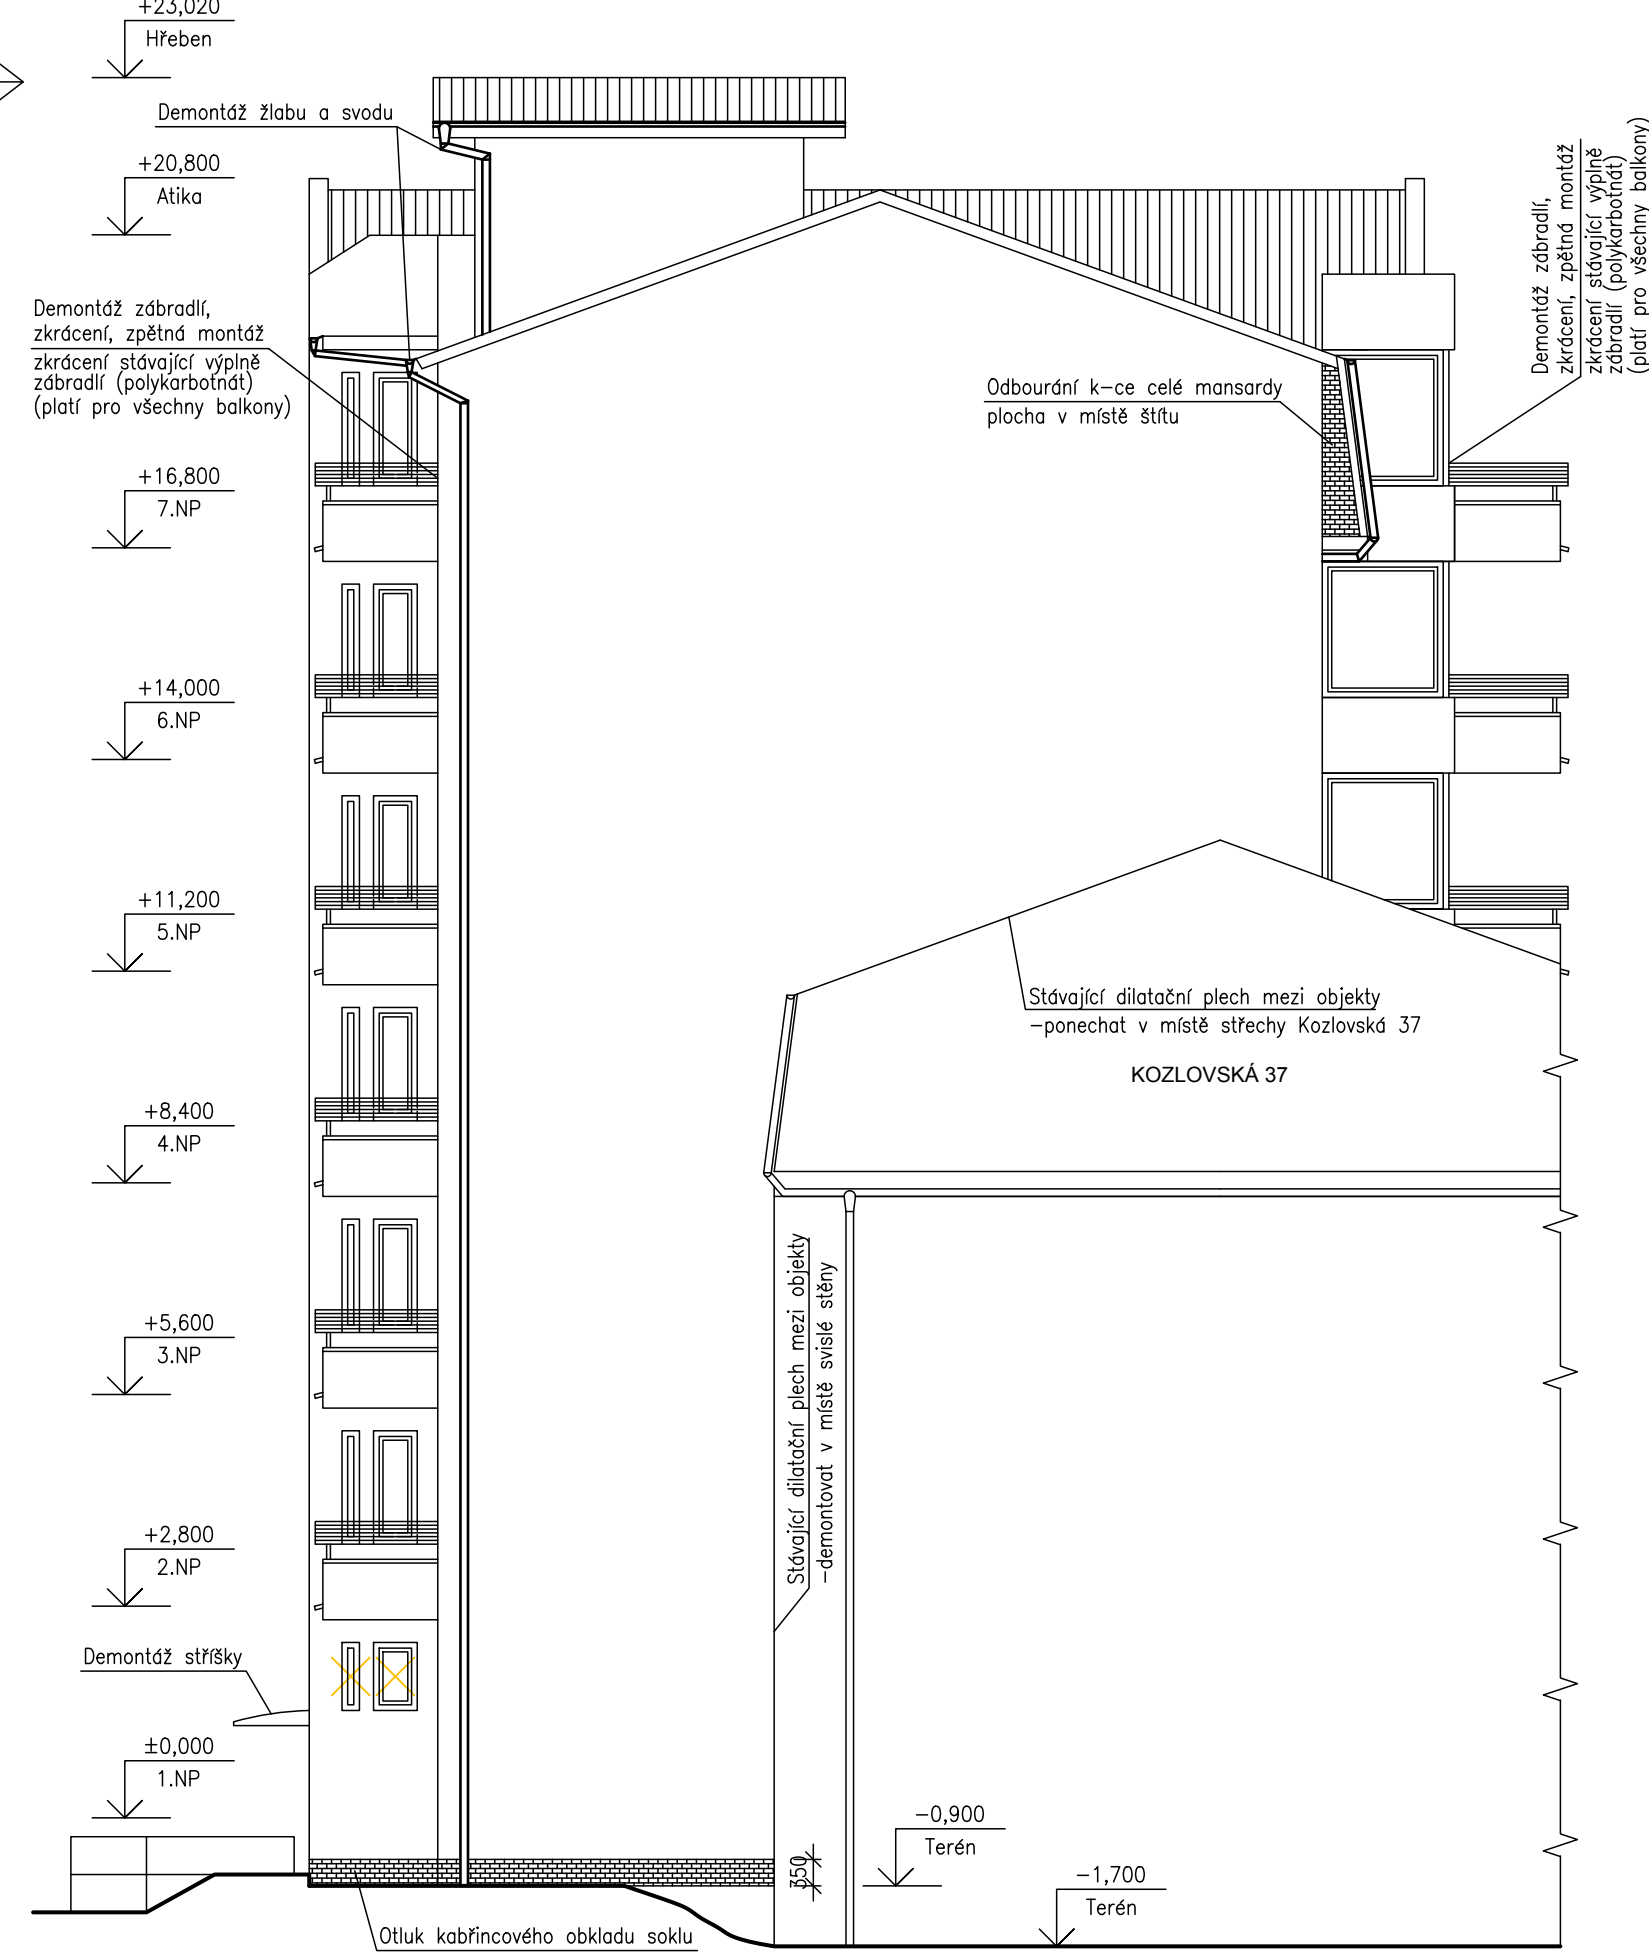 +23,020
Hřeben
Demontáž žlabu a svodu
+20,800
Atika
Demontáž zábradlí,
zkrácení, zpětná montáž
zkrácení stávající výplně
zábradlí (polykarbotnát)
(platí pro všechny balkony)
Demontáž zábradlí,
zkrácení, zpětná montáž
zkrácení stávající výplně
zábradlí (polykarbotnát)
(platí pro všechny balkony)
Odbourání k-ce celé mansardy
plocha v místě štítu
+16,800
7.NP
+14,000
6.NP
+11,200
5.NP
Stávající dilatační plech mezi objekty
-ponechat v místě střechy Kozlovská 37
KOZLOVSKÁ 37
+8,400
4.NP
+5,600
3.NP
Stávající dilatační plech mezi objekty
-demontovat v místě svislé stěny
+2,800
2.NP
Demontáž stříšky
±0,000
1.NP
350
-0,900
Terén
-1,700
Terén
Otluk kabřincového obkladu soklu